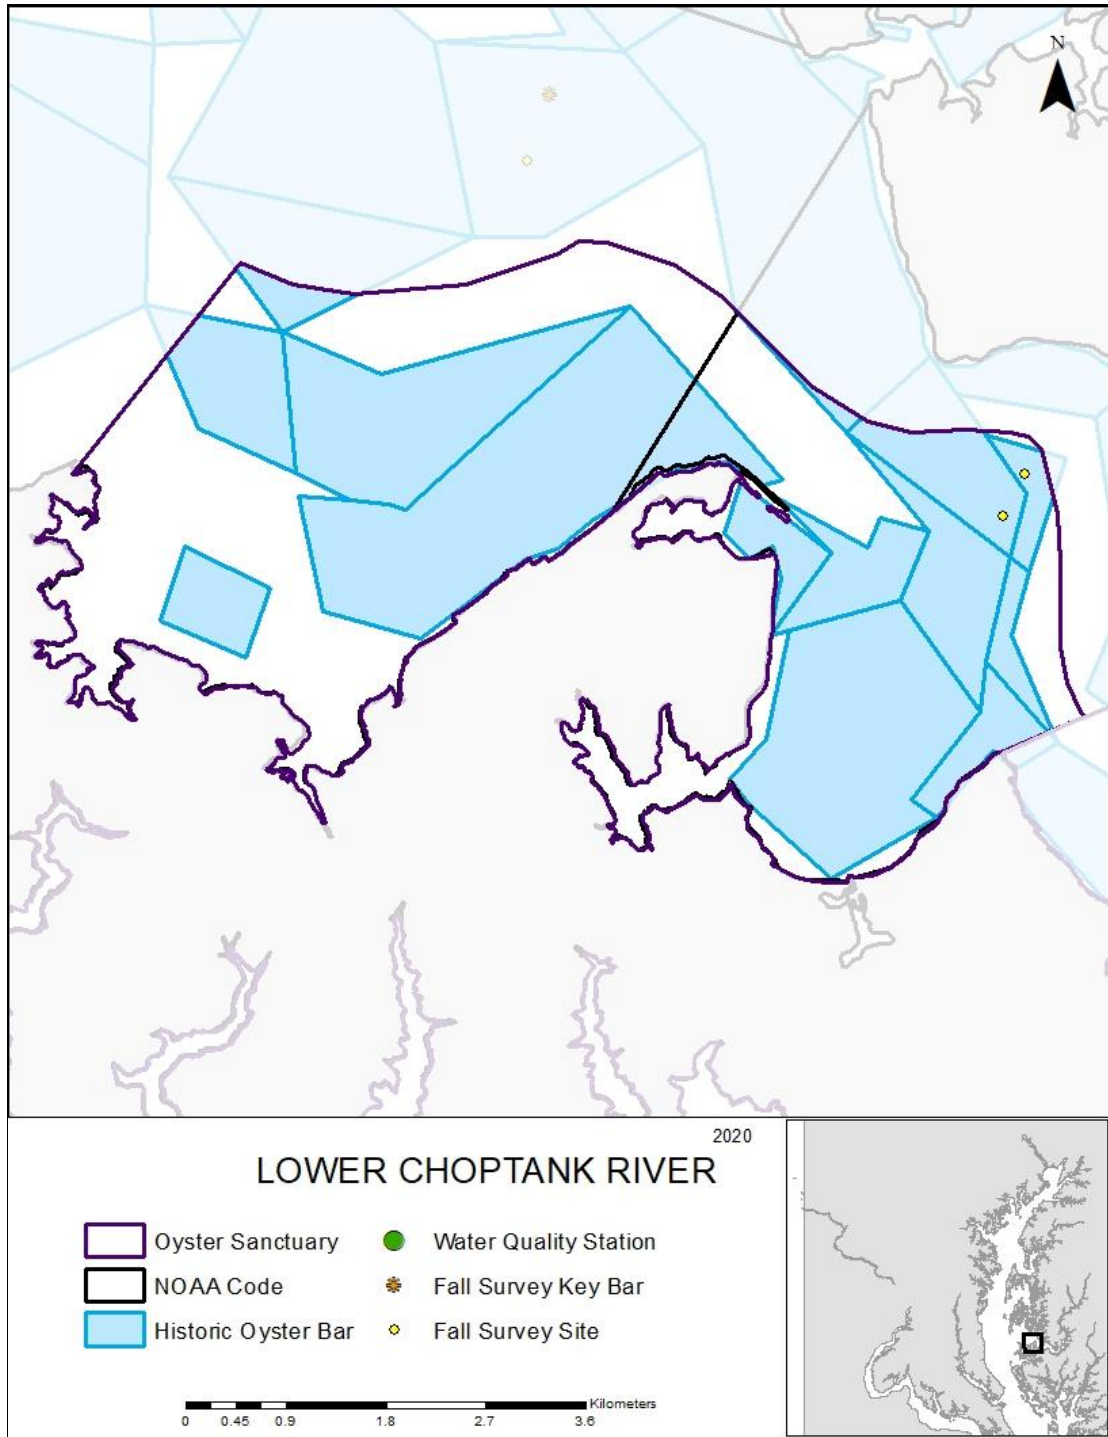 N
2020
LOWER CHOPTANK RIVER
Oyster Sanctuary
Water Quality Station
NOAA Code
Fall Survey Key Bar
Historic Oyster Bar
Fall Survey Site
Kilometers
0 0.45 0.9 1.8 2.7 3.6